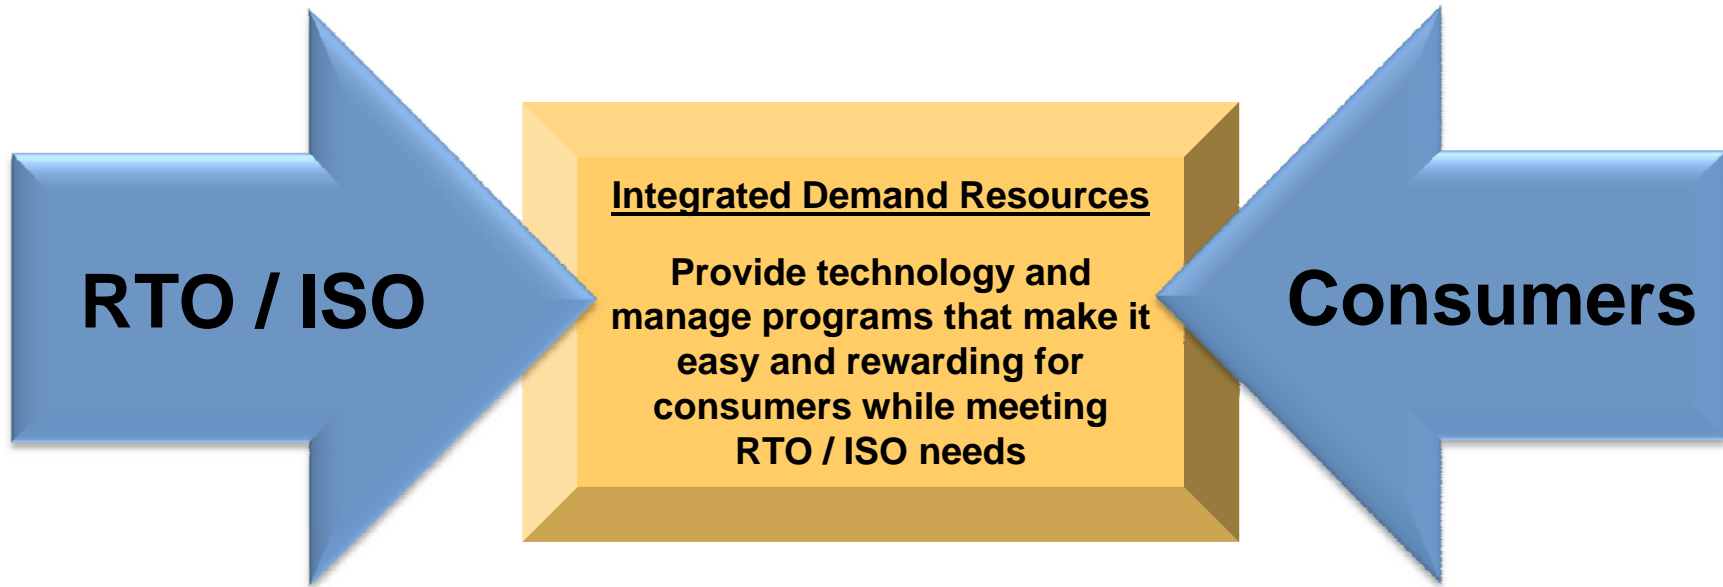 RTO / ISO
Integrated Demand Resources
Provide technology and
manage programs that make it
easy and rewarding for
consumers while meeting
RTO / ISO needs
Consumers